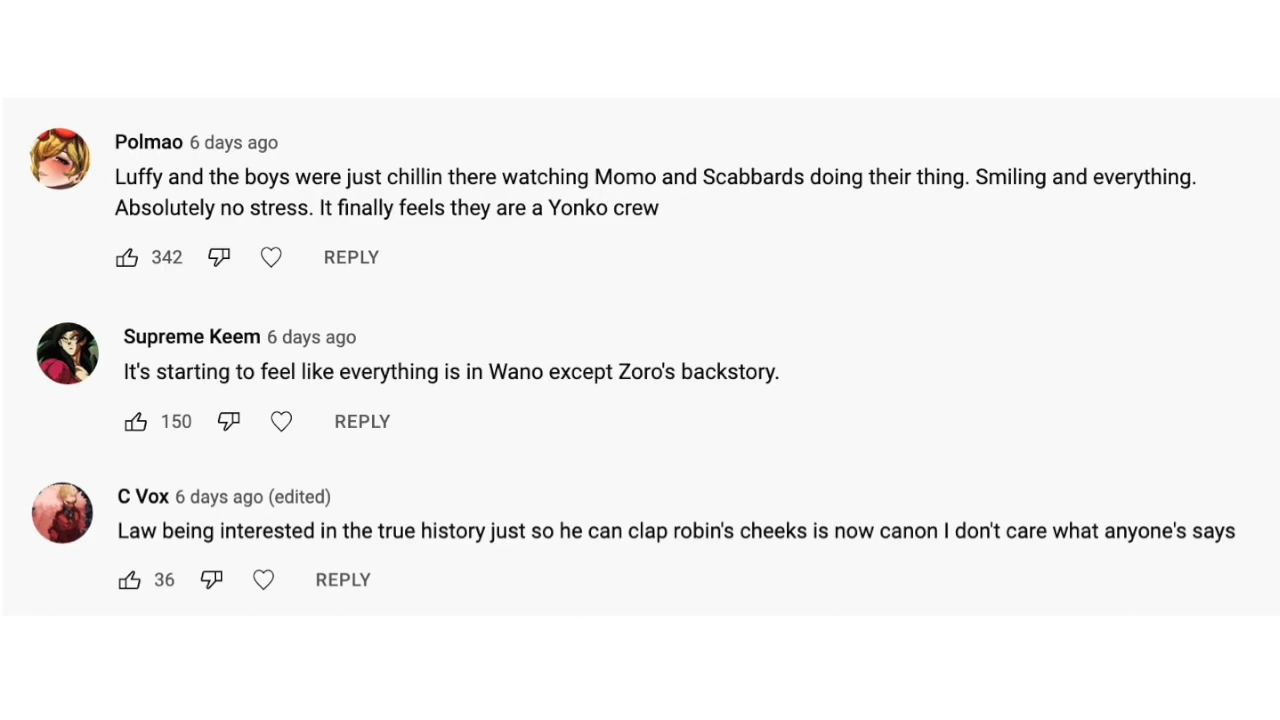 Polmao 6 days ago
Luffy and the boys were just chillin there watching Momo and Scabbards doing their thing. Smiling and everything.
Absolutely no stress. It finally feels they are a Yonko crew
342 REPLY
Supreme Keem 6 days ago
It's starting to feel like everything is in Wano except Zoro's backstory.
150 REPLY
C Vox 6 days ago (edited)
Law being interested in the true history just so he can clap robin's cheeks is now canon I don't care what anyone's says
36 REPLY